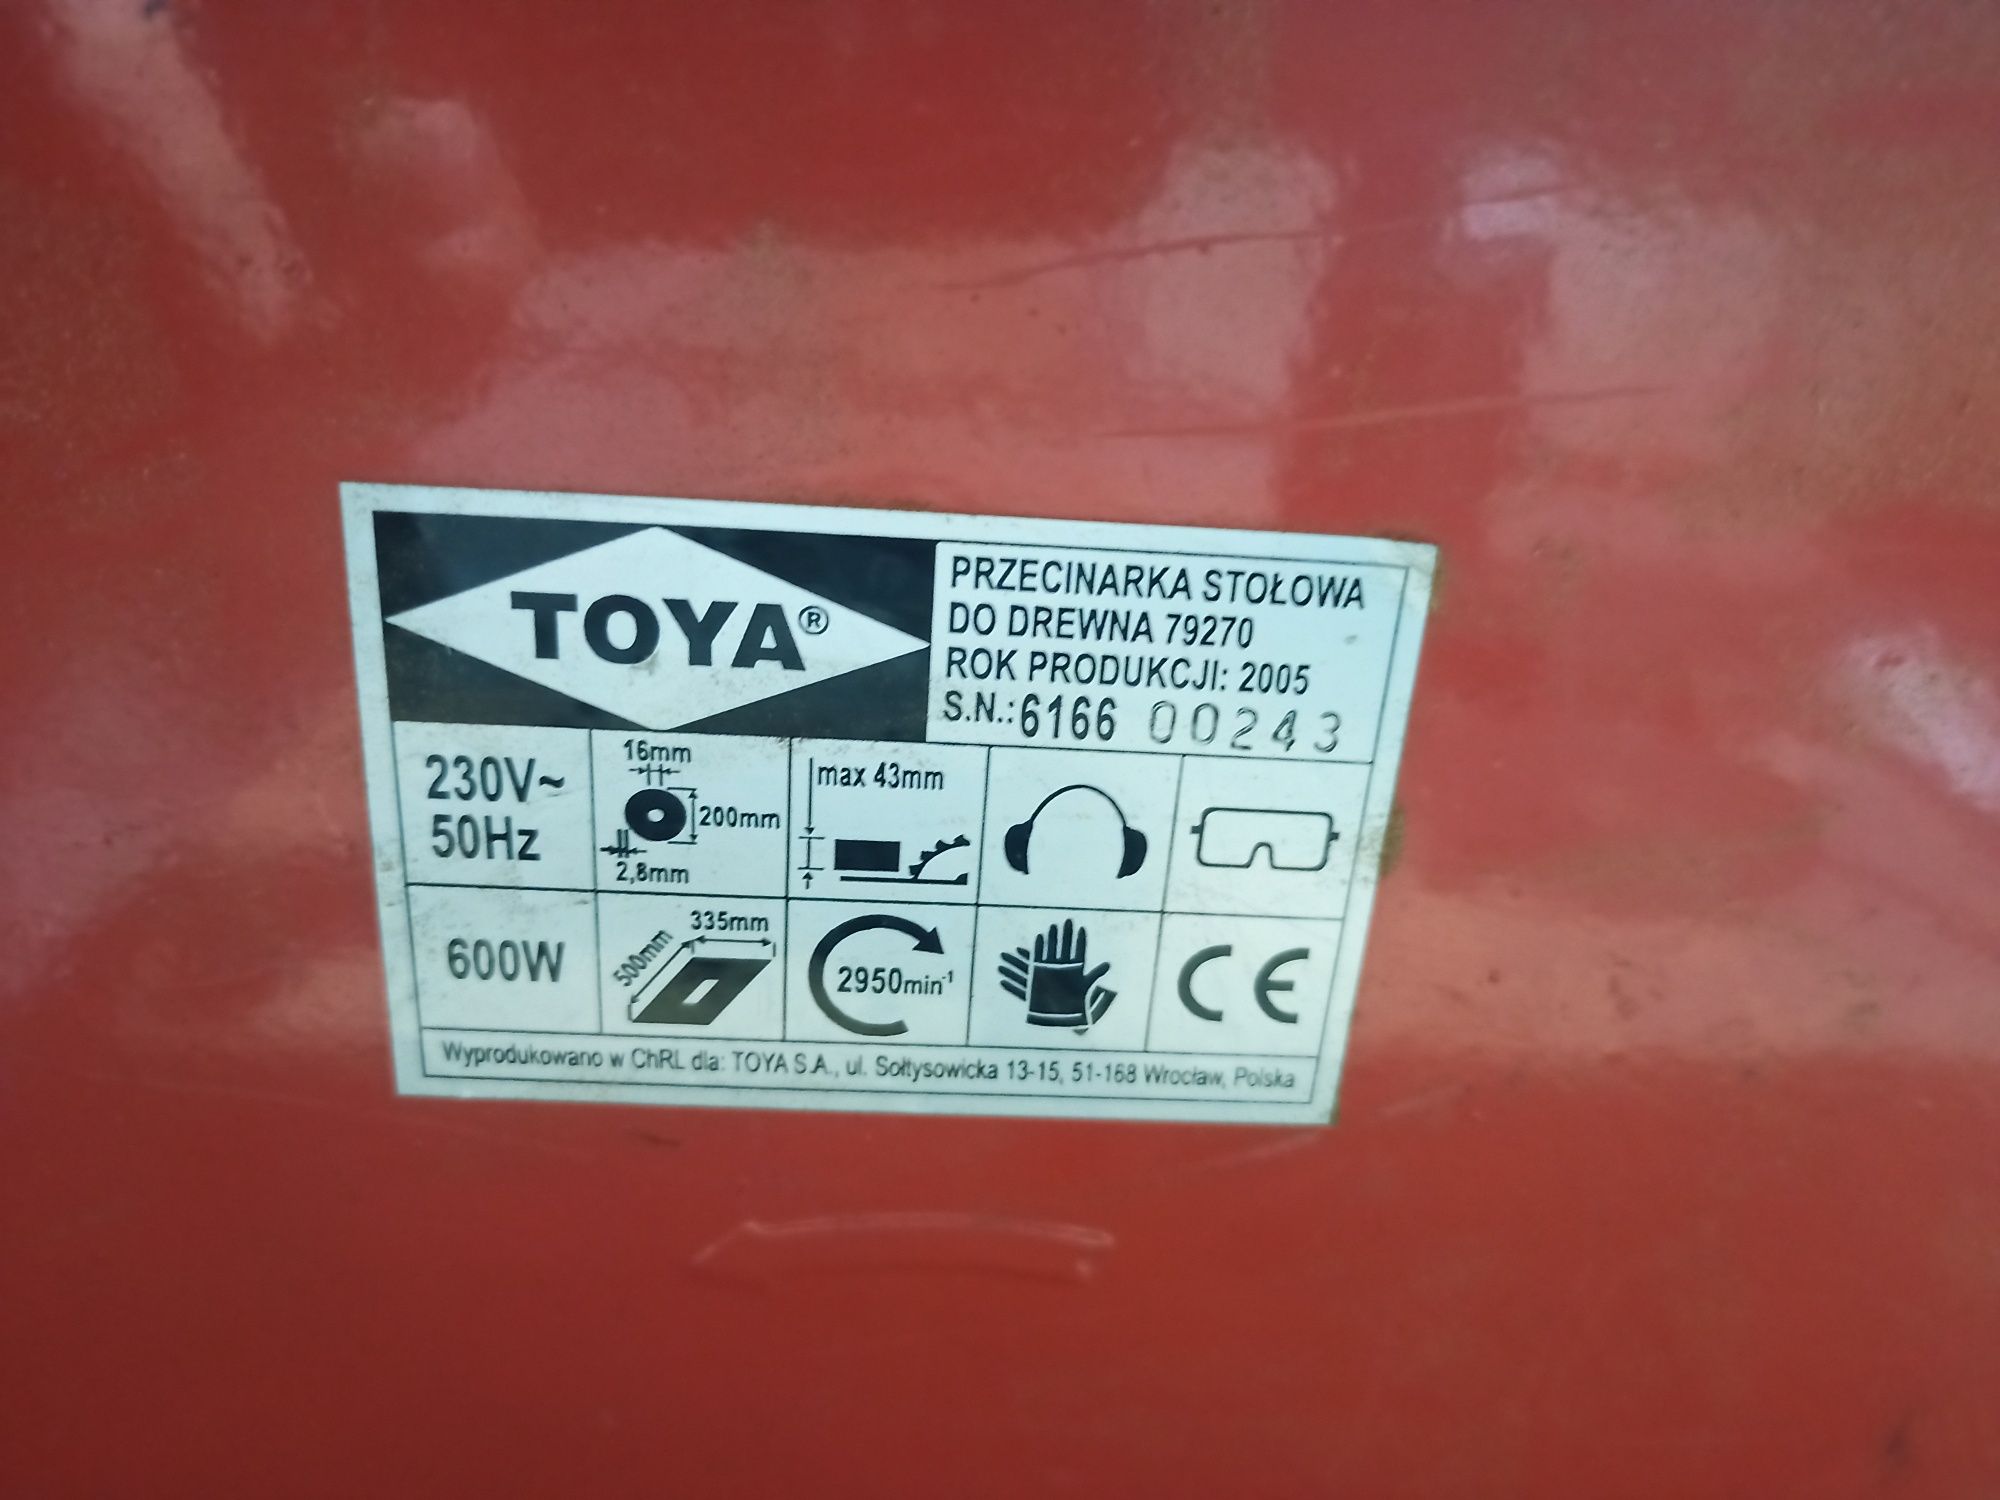 TOYA®
PRZECINARKA STOŁOWA
DO DREWNA 79270
ROK PRODUKCJI: 2005
S.N.: 6166 00243
230V~
50Hz
16mm
200mm
2,8mm
max 43mm
600W
335mm
500mm
2950min⁻¹
CE
Wyprodukowano w ChRL dla: TOYA S.A., ul. Sołtysowicka 13-15, 51-168 Wrocław, Polska